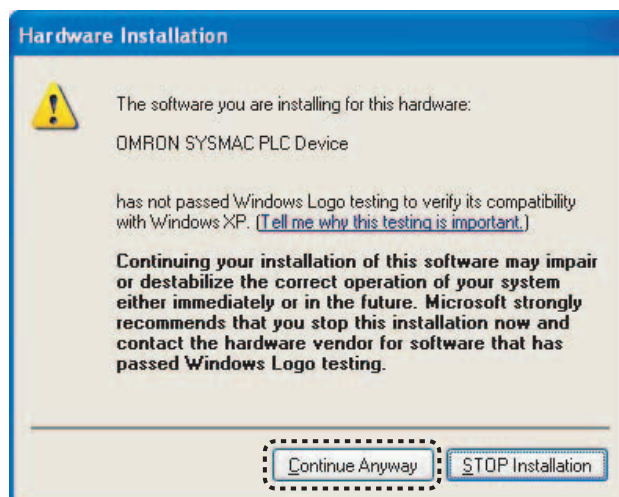 Hardware Installation
The software you are installing for this hardware:
OMRON SYSMAC PLC Device
has not passed Windows Logo testing to verify its compatibility
with Windows XP. (Tell me why this testing is important.)
Continuing your installation of this software may impair
or destabilize the correct operation of your system
either immediately or in the future. Microsoft strongly
recommends that you stop this installation now and
contact the hardware vendor for software that has
passed Windows Logo testing.
Continue Anyway
STOP Installation